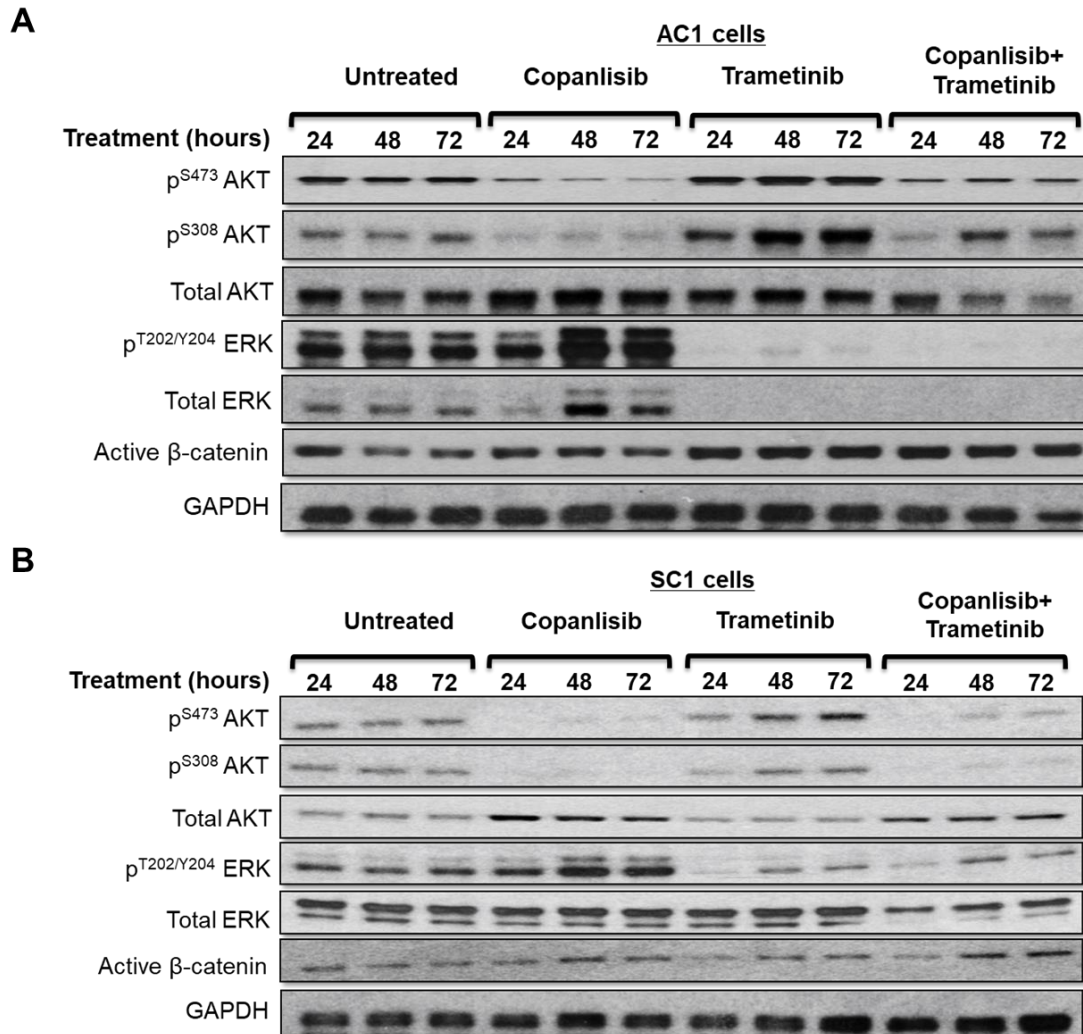 A
AC1 cells
Untreated Copanlisib Trametinib Copanlisib+
Trametinib
Treatment (hours) 24 48 72 24 48 72 24 48 72 24 48 72
pS473 AKT
pS308 AKT
Total AKT
pT202/Y204 ERK
Total ERK
Active β-catenin
GAPDH
B
SC1 cells
Untreated Copanlisib Trametinib Copanlisib+
Trametinib
Treatment (hours) 24 48 72 24 48 72 24 48 72 24 48 72
pS473 AKT
pS308 AKT
Total AKT
pT202/Y204 ERK
Total ERK
Active β-catenin
GAPDH